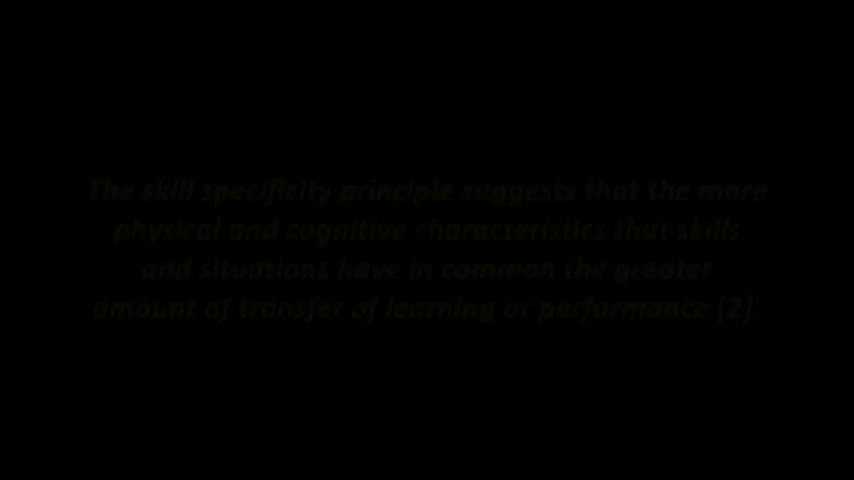 The skill specificity principle suggests that the more
physical and cognitive characteristics that skills
and situations have in common the greater
amount of transfer of learning or performance [2].